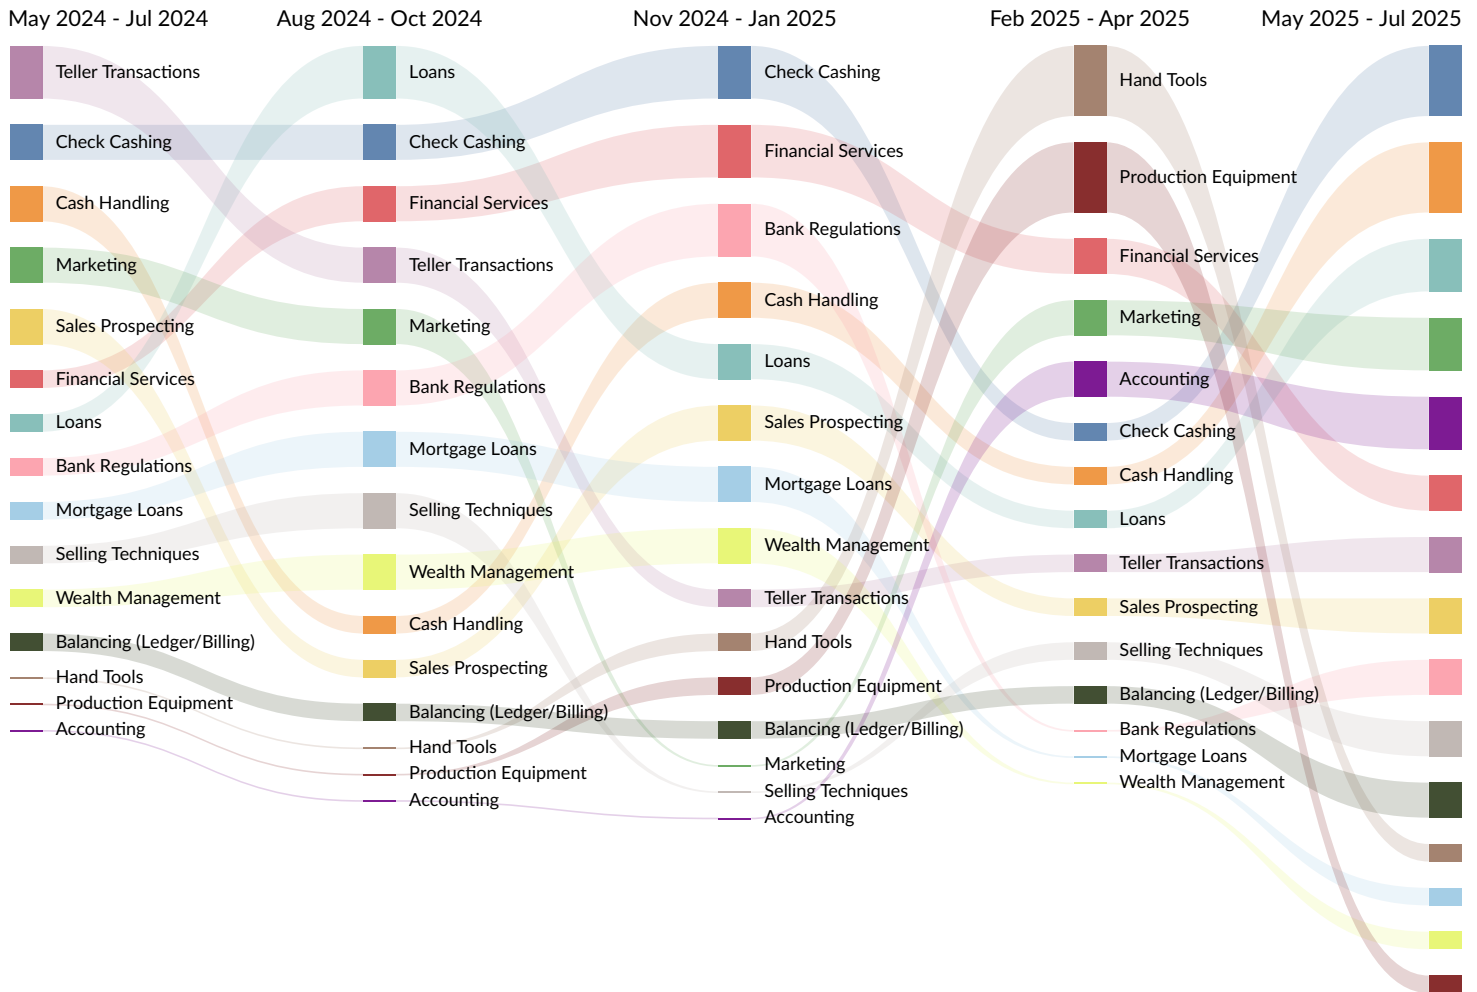 May 2024 - Jul 2024
Aug 2024 - Oct 2024
Nov 2024 - Jan 2025
Feb 2025 - Apr 2025
May 2025 - Jul 2025
Teller Transactions
Check Cashing
Cash Handling
Marketing
Sales Prospecting
Financial Services
Loans
Bank Regulations
Mortgage Loans
Selling Techniques
Wealth Management
Balancing (Ledger/Billing)
Hand Tools
Production Equipment
Accounting
Loans
Check Cashing
Financial Services
Teller Transactions
Marketing
Bank Regulations
Mortgage Loans
Selling Techniques
Wealth Management
Cash Handling
Sales Prospecting
Balancing (Ledger/Billing)
Hand Tools
Production Equipment
Accounting
Check Cashing
Financial Services
Bank Regulations
Cash Handling
Loans
Sales Prospecting
Mortgage Loans
Wealth Management
Teller Transactions
Hand Tools
Production Equipment
Balancing (Ledger/Billing)
Marketing
Selling Techniques
Accounting
Hand Tools
Production Equipment
Financial Services
Marketing
Accounting
Check Cashing
Cash Handling
Loans
Teller Transactions
Sales Prospecting
Selling Techniques
Balancing (Ledger/Billing)
Bank Regulations
Mortgage Loans
Wealth Management